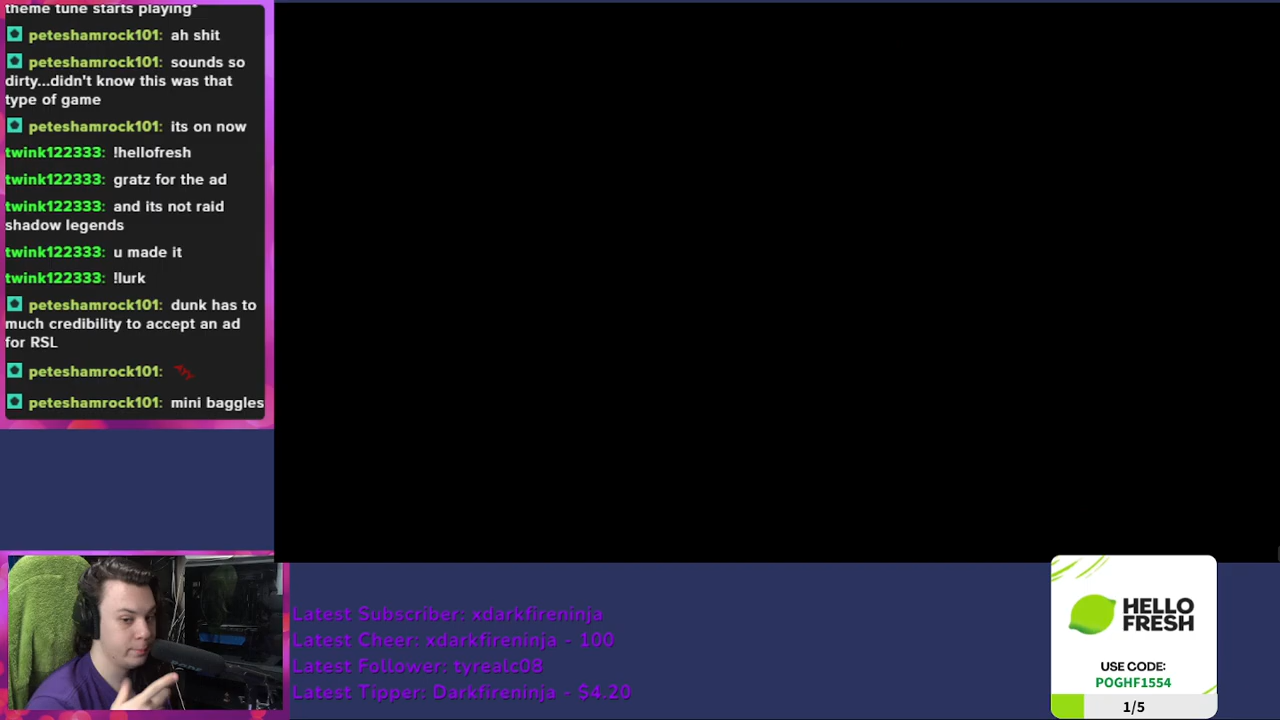 theme tune starts playing*
peteshamrock101: ah shit
peteshamrock101: sounds so
dirty...didn't know this was that
type of game
peteshamrock101: its on now
twink122333: !hellofresh
twink122333: gratz for the ad
twink122333: and its not raid
shadow legends
twink122333: u made it
twink122333: !lurk
peteshamrock101: dunk has to
much credibility to accept an ad
for RSL
peteshamrock101:
peteshamrock101: mini baggles
Latest Subscriber: xdarkfireninja
Latest Cheer: xdarkfireninja - 100
Latest Follower: tyrealc08
Latest Tipper: Darkfireninja - $4.20
HELLO
FRESH
USE CODE:
POGHF1554
1/5